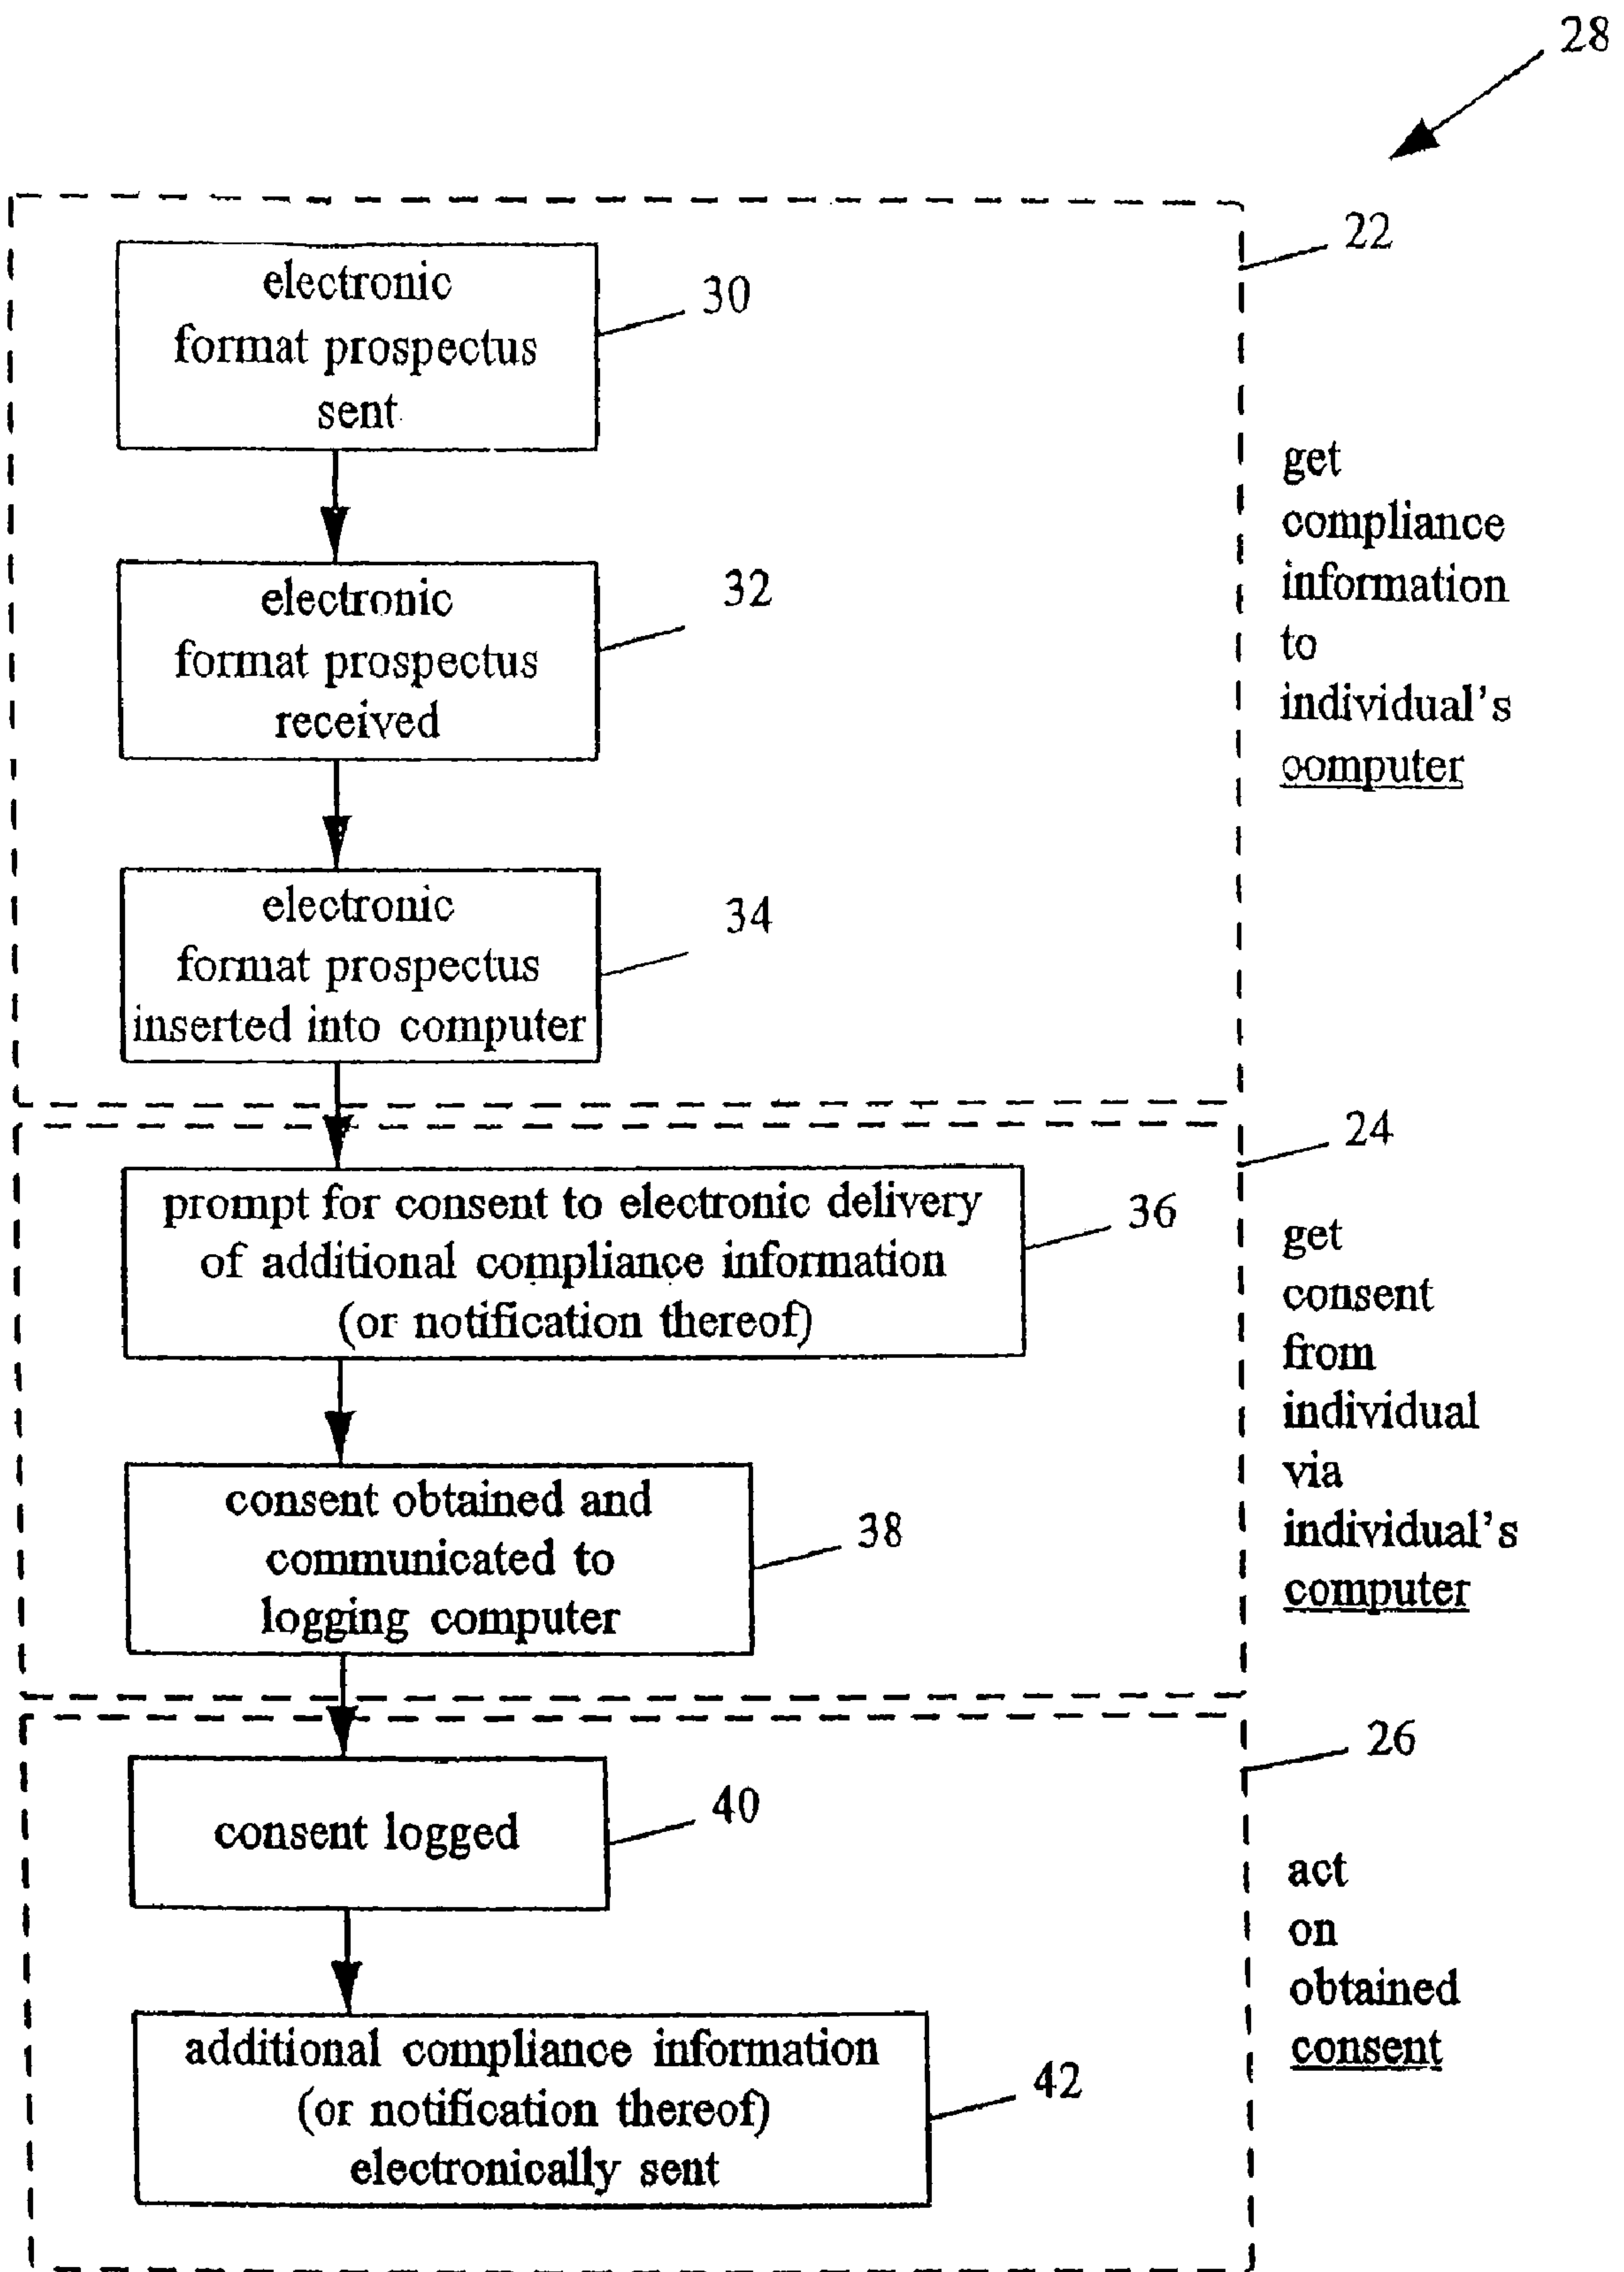 28
22
electronic
format prospectus
sent
30
get
compliance
information
to
individual's
computer
electronic
format prospectus
received
32
electronic
format prospectus
inserted into computer
34
24
prompt for consent to electronic delivery
of additional compliance information
(or notification thereof)
36
get
consent
from
individual
via
individual's
computer
consent obtained and
communicated to
logging computer
38
26
consent logged
40
act
on
obtained
consent
additional compliance information
(or notification thereof)
electronically sent
42